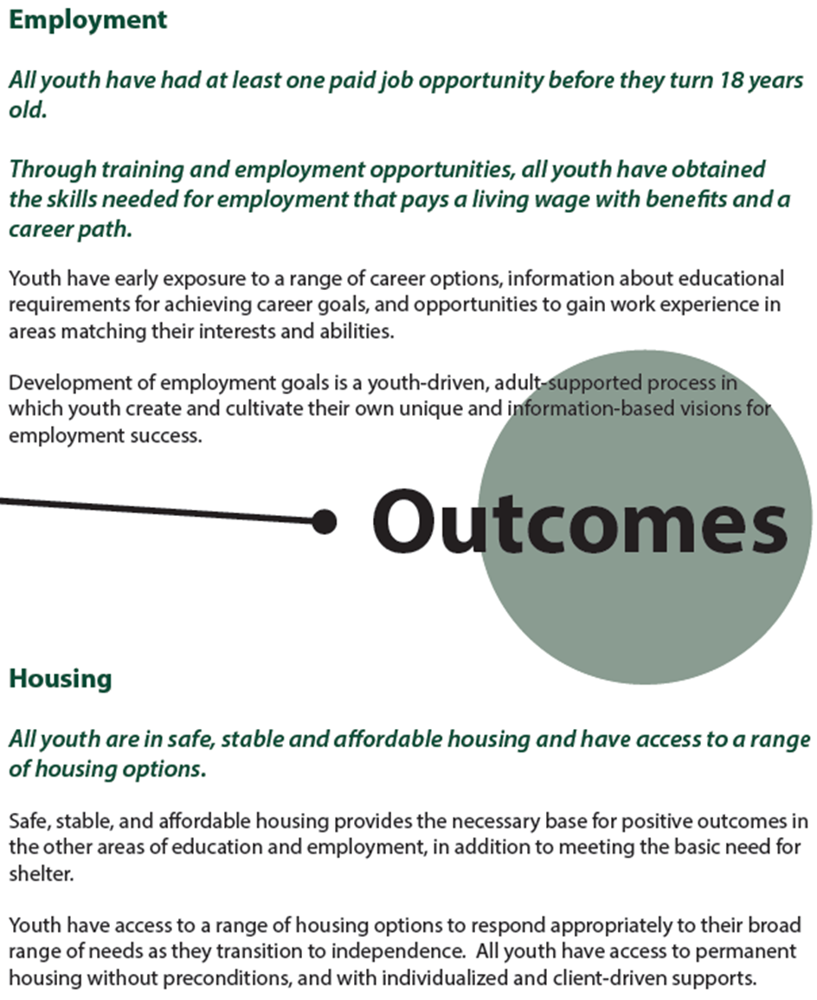 Employment
All youth have had at least one paid job opportunity before they turn 18 years
old.
Through training and employment opportunities, all youth have obtained
the skills needed for employment that pays a living wage with benefits and a
career path.
Youth have early exposure to a range of career options, information about educational
requirements for achieving career goals, and opportunities to gain work experience in
areas matching their interests and abilities.
Development of employment goals is a youth-driven, adult-supported process in
which youth create and cultivate their own unique and information-based visions for
employment success.
Outcomes
Housing
All youth are in safe, stable and affordable housing and have access to a range
of housing options.
Safe, stable, and affordable housing provides the necessary base for positive outcomes in
the other areas of education and employment, in addition to meeting the basic need for
shelter.
Youth have access to a range of housing options to respond appropriately to their broad
range of needs as they transition to independence.  All youth have access to permanent
housing without preconditions, and with individualized and client-driven supports.